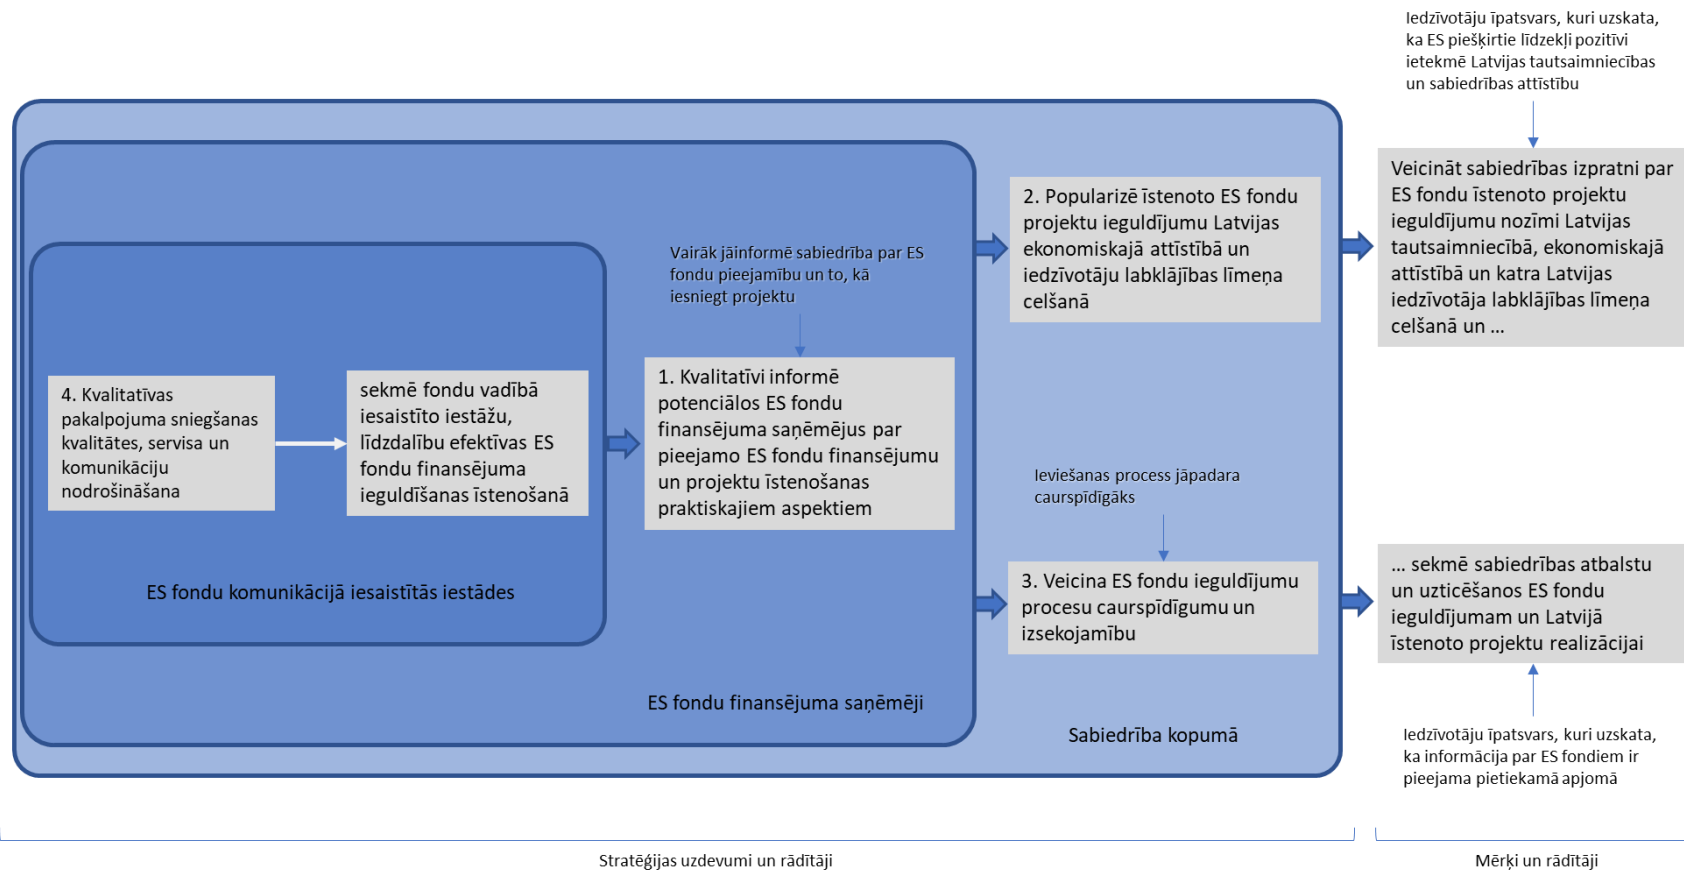 Iedzīvotāju īpatsvars, kuri uzskata,
ka ES piešķirtie līdzekļi pozitīvi
ietekmē Latvijas tautsaimniecības
un sabiedrības attīstību
Veicināt sabiedrības izpratni par
ES fondu īstenoto projektu
ieguldījumu nozīmi Latvijas
tautsaimniecībā, ekonomiskajā
attīstībā un katra Latvijas
iedzīvotāja labklājības līmeņa
celšanā un ...
2. Popularizē īstenoto ES fondu
projektu ieguldījumu Latvijas
ekonomiskajā attīstībā un
iedzīvotāju labklājības līmeņa
celšanā
Vairāk jāinformē sabiedrība par ES
fondu pieejamību un to, kā
iesniegt projektu
4. Kvalitatīvas
pakalpojuma sniegšanas
kvalitātes, servisa un
komunikāciju
nodrošināšana
sekmē fondu vadībā
iesaistīto iestāžu,
līdzdalību efektīvas ES
fondu finansējuma
ieguldīšanas īstenošanā
1. Kvalitatīvi informē
potenciālos ES fondu
finansējuma saņēmējus par
pieejamo ES fondu finansējumu
un projektu īstenošanas
praktiskajiem aspektiem
Ieviešanas process jāpadara
caurspīdīgāks
3. Veicina ES fondu ieguldījumu
procesu caurspīdīgumu un
izsekojamību
... sekmē sabiedrības atbalstu
un uzticēšanos ES fondu
ieguldījumam un Latvijā
īstenoto projektu realizācijai
ES fondu komunikācijā iesaistītās iestādes
ES fondu finansējuma saņēmēji
Sabiedrība kopumā
Iedzīvotāju īpatsvars, kuri uzskata,
ka informācija par ES fondiem ir
pieejama pietiekamā apjomā
Stratēģijas uzdevumi un rādītāji
Mērķi un rādītāji